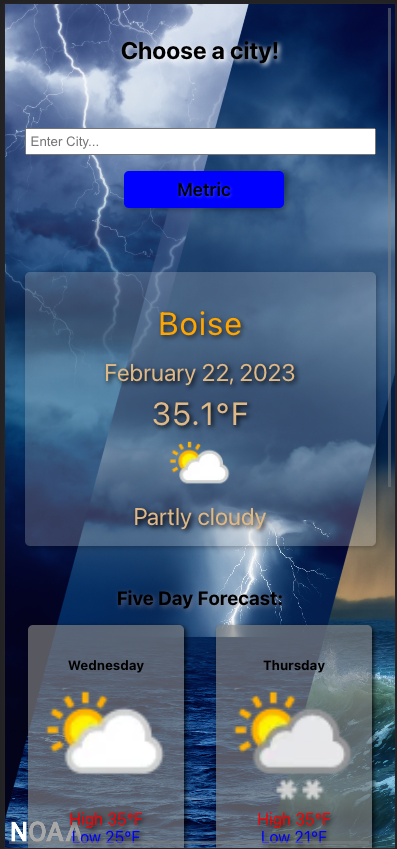 Choose a city!
Enter City...
Metric
Boise
February 22, 2023
35.1°F
Partly cloudy
Five Day Forecast:
Wednesday
Thursday
High 35°F
High 35°F
Low 25°F
Low 21°F
NOAA